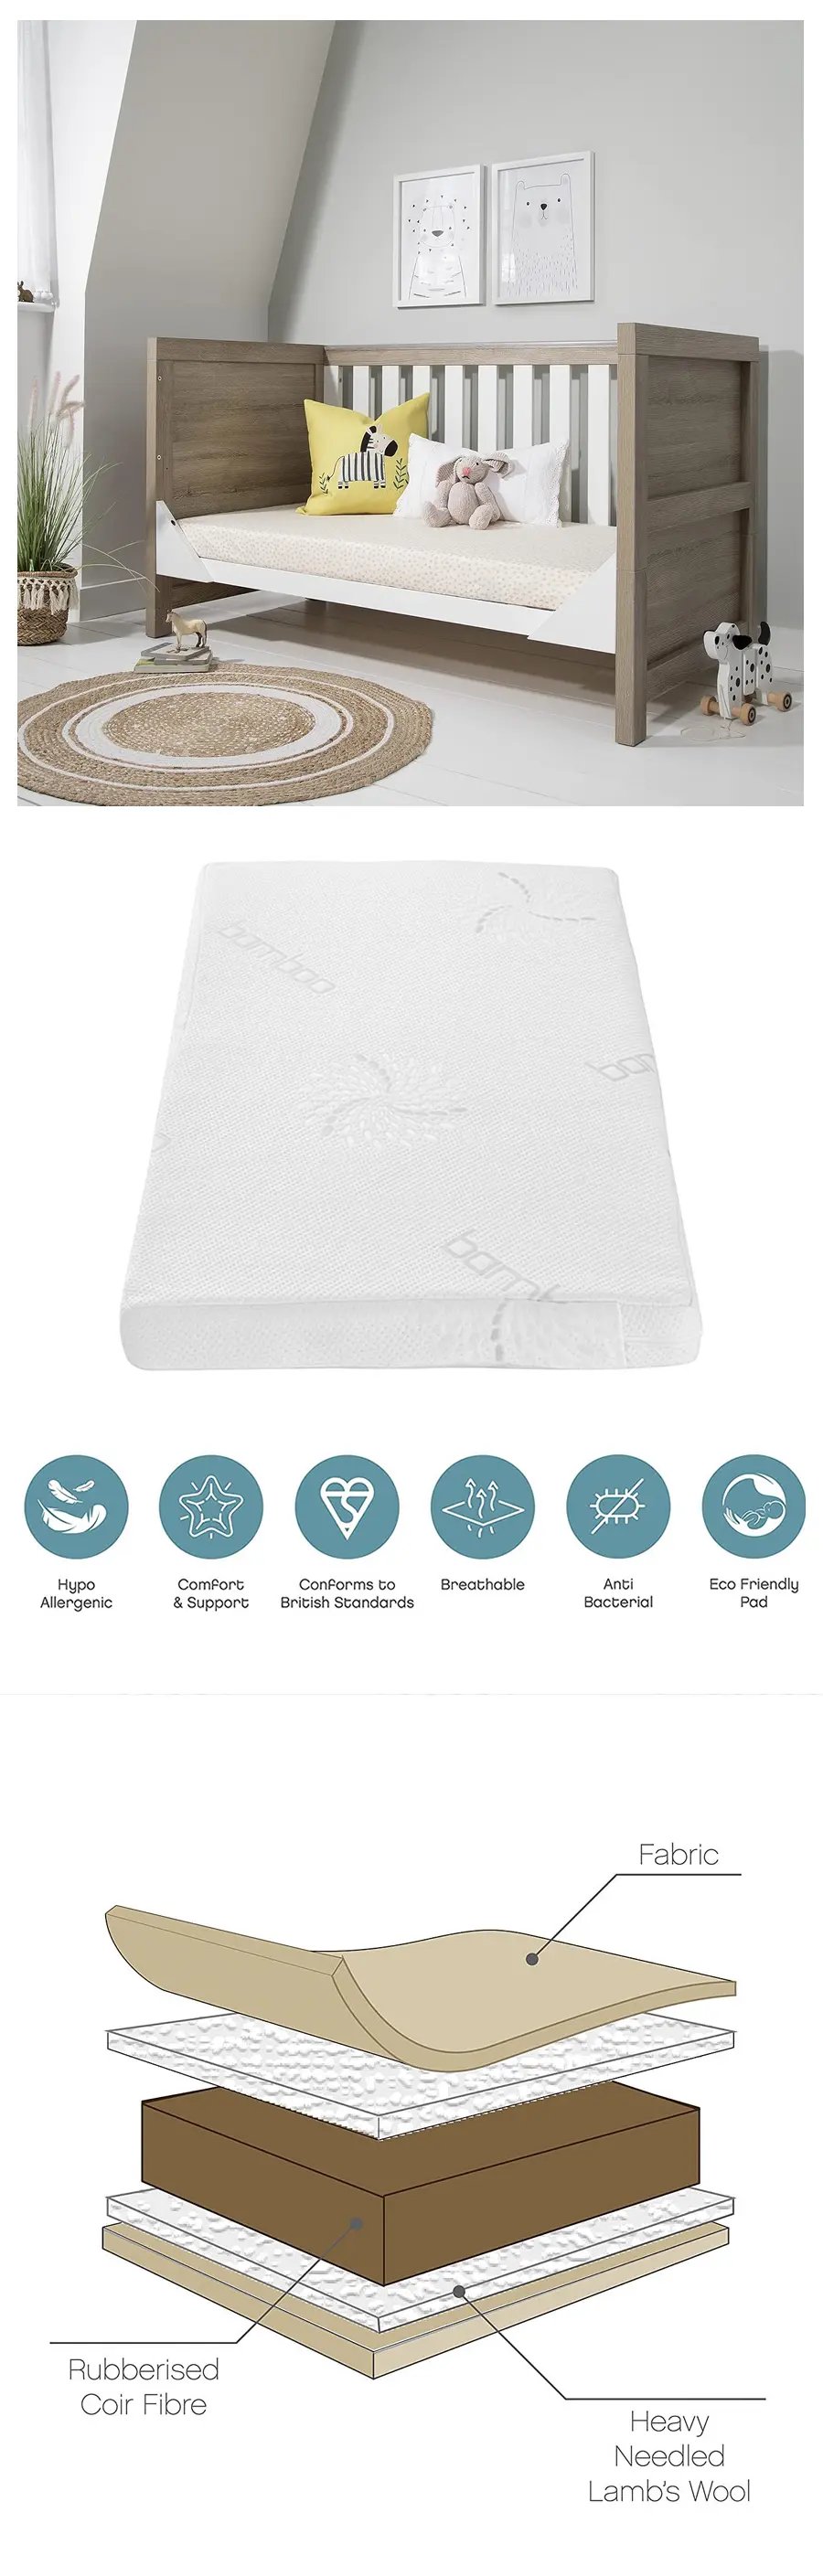 bamboo
bam
Hypo
Allergenic
Comfort
& Support
Conforms to
British Standards
Breathable
Anti
Bacterial
Eco Friendly
Pad
Fabric
Rubberised
Coir Fibre
Heavy
Needled
Lamb's Wool